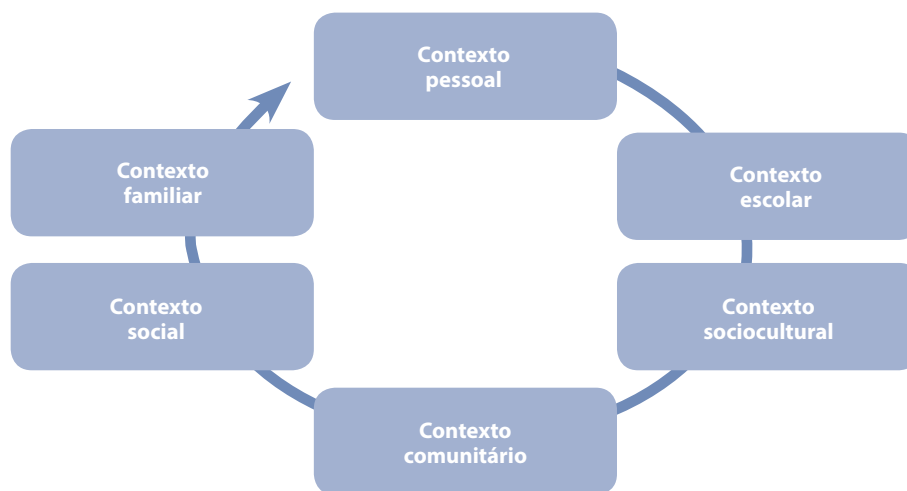 Contexto
pessoal
Contexto
escolar
Contexto
sociocultural
Contexto
comunitário
Contexto
social
Contexto
familiar